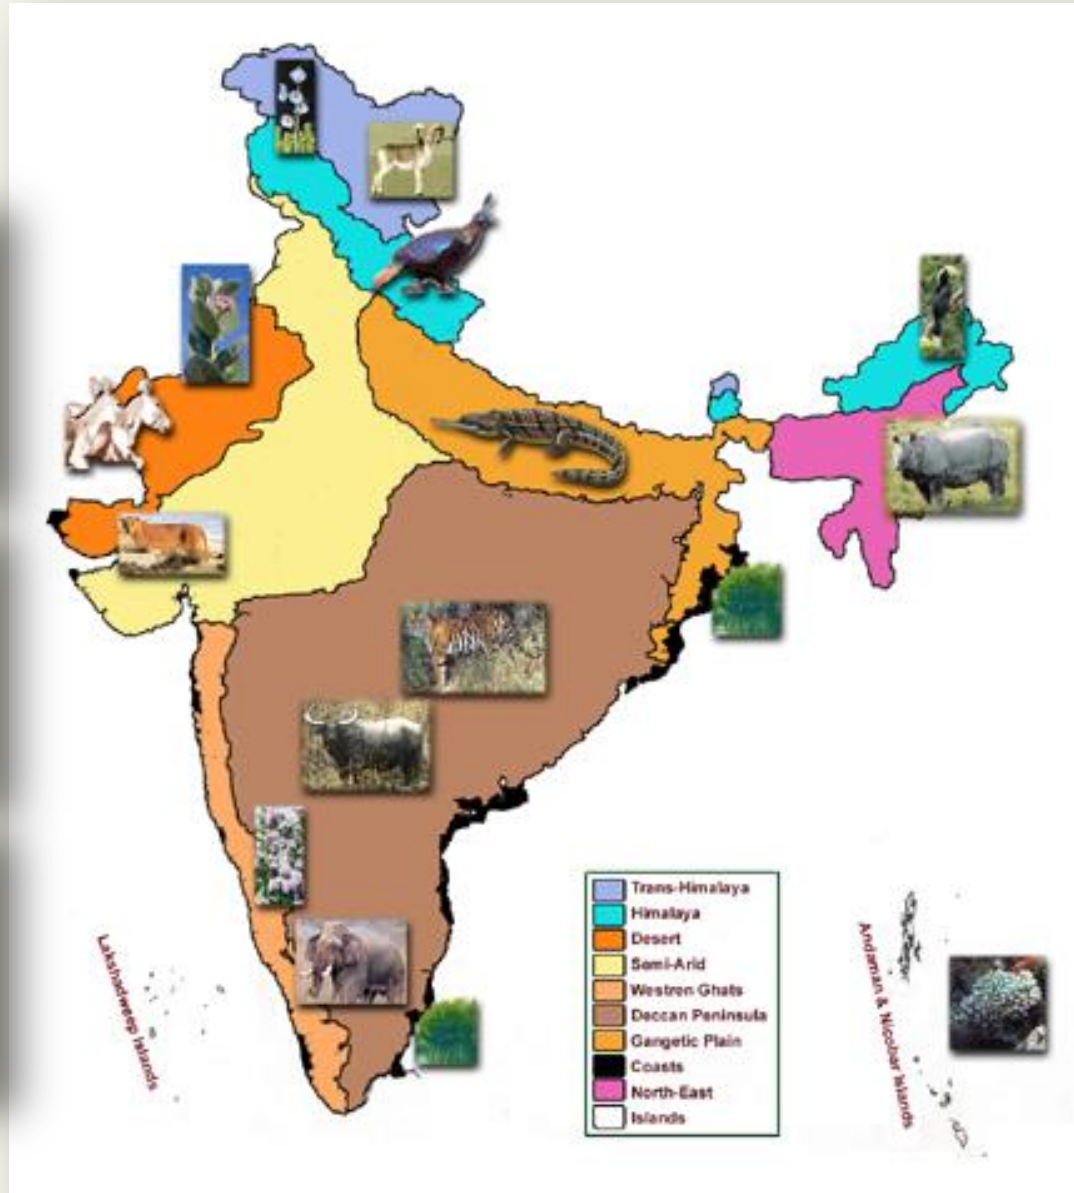 Trans-Himalaya
Himalaya
Desert
Semi-Arid
Westren Ghats
Deccan Peninsula
Gangetic Plain
Coasts
North-East
Islands
Lakshadweep Islands
Andaman & Nicobar Islands